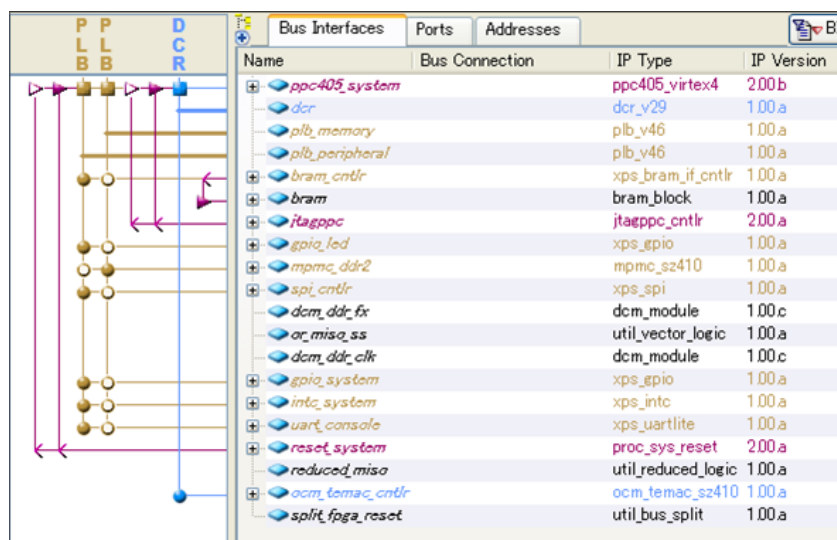 PLB PLB DCR
Bus Interfaces Ports Addresses B
Name Bus Connection IP Type IP Version
ppc405_system ppc405_virtex4 2.00.b
dcr dcr_v29 1.00.a
plb_memory plb_v46 1.00.a
plb_peripheral plb_v46 1.00.a
bram_cntlr xps_bram_if_cntlr 1.00.a
bram bram_block 1.00.a
jtagppc jtagppc_cntlr 2.00.a
gpio_led xps_gpio 1.00.a
mpmc_ddr2 mpmc_sz410 1.00.a
spi_cntlr xps_spi 1.00.a
dcm_ddr_fx dcm_module 1.00.c
or_miso_ss util_vector_logic 1.00.a
dcm_ddr_clk dcm_module 1.00.c
gpio_system xps_gpio 1.00.a
intc_system xps_intc 1.00.a
uart_console xps_uartlite 1.00.a
reset_system proc_sys_reset 2.00.a
reduced_miso util_reduced_logic 1.00.a
ocm_temac_cntlr ocm_temac_sz410 1.00.a
split_fpga_reset util_bus_split 1.00.a